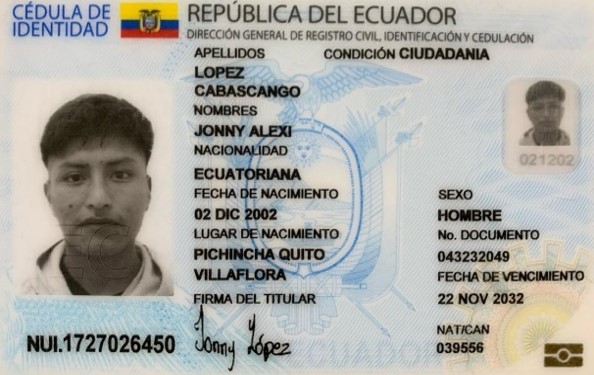 CÉDULA DE
IDENTIDAD
REPÚBLICA DEL ECUADOR
DIRECCIÓN GENERAL DE REGISTRO CIVIL, IDENTIFICACIÓN Y CEDULACIÓN
APELLIDOS
CONDICIÓN CIUDADANIA
LOPEZ
CABASCANGO
NOMBRES
JONNY ALEXI
NACIONALIDAD
ECUATORIANA
FECHA DE NACIMIENTO
02 DIC 2002
LUGAR DE NACIMIENTO
PICHINCHA QUITO
VILLAFLORA
FIRMA DEL TITULAR
Jonny López
021202
SEXO
HOMBRE
No. DOCUMENTO
043232049
FECHA DE VENCIMIENTO
22 NOV 2032
NAT/CAN
039556
NUI.1727026450
ECUADOR